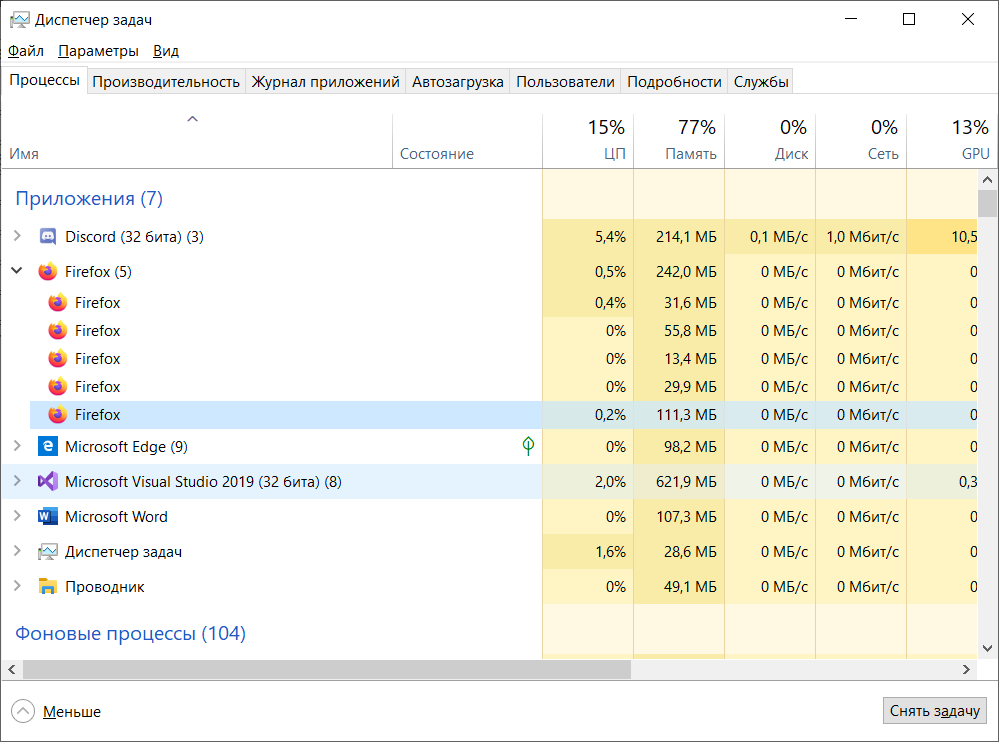 Диспетчер задач
Файл Параметры Вид
Процессы Производительность Журнал приложений Автозагрузка Пользователи Подробности Службы
15% 77% 0% 0% 13%
Имя Состояние ЦП Память Диск Сеть GPU
Приложения (7)
Discord (32 бита) (3) 5,4% 214,1 МБ 0,1 МБ/с 1,0 Мбит/с 10,5
Firefox (5) 0,5% 242,0 МБ 0 МБ/с 0 Мбит/с 0
Firefox 0,4% 31,6 МБ 0 МБ/с 0 Мбит/с 0
Firefox 0% 55,8 МБ 0 МБ/с 0 Мбит/с 0
Firefox 0% 13,4 МБ 0 МБ/с 0 Мбит/с 0
Firefox 0% 29,9 МБ 0 МБ/с 0 Мбит/с 0
Firefox 0,2% 111,3 МБ 0 МБ/с 0 Мбит/с 0
Microsoft Edge (9) 0% 98,2 МБ 0 МБ/с 0 Мбит/с 0
Microsoft Visual Studio 2019 (32 бита) (8) 2,0% 621,9 МБ 0 МБ/с 0 Мбит/с 0,3
Microsoft Word 0% 107,3 МБ 0 МБ/с 0 Мбит/с 0
Диспетчер задач 1,6% 28,6 МБ 0 МБ/с 0 Мбит/с 0
Проводник 0% 49,1 МБ 0 МБ/с 0 Мбит/с 0
Фоновые процессы (104)
Меньше Снять задачу